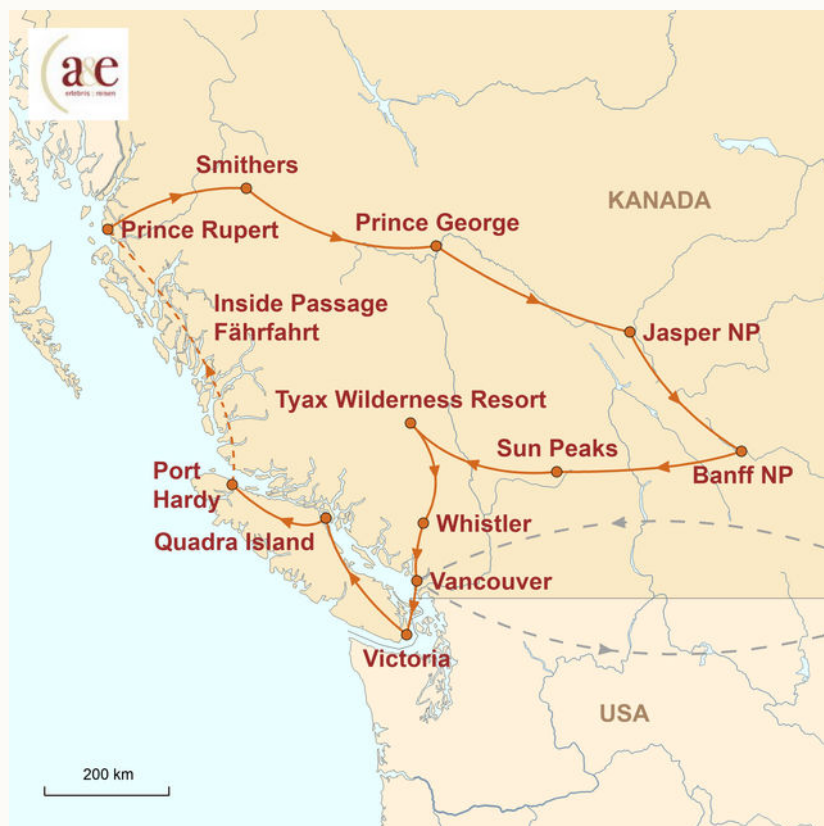 a&e
erlebnis : reisen
Smithers
KANADA
Prince Rupert
Prince George
Inside Passage
Fährfahrt
Jasper NP
Tyax Wilderness Resort
Sun Peaks
Banff NP
Port
Hardy
Whistler
Quadra Island
Vancouver
Victoria
USA
200 km